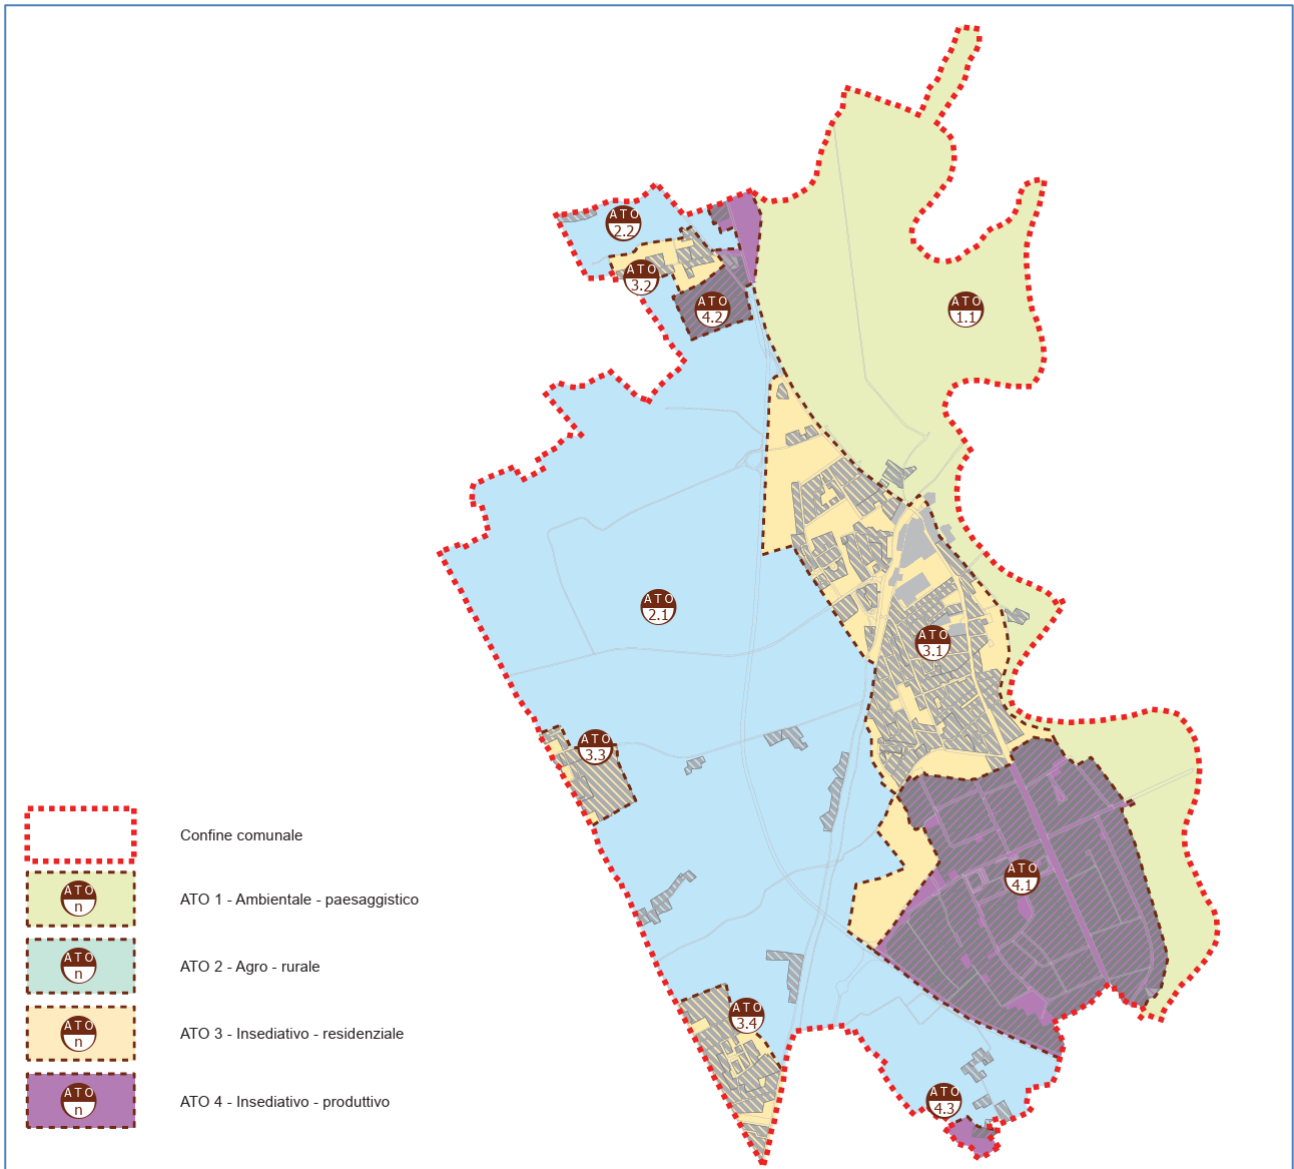 ATO
2.2
ATO
3.2
ATO
4.2
ATO
1.1
ATO
2.1
ATO
3.1
ATO
3.3
ATO
4.1
ATO
3.4
ATO
4.3
Confine comunale
ATO
n
ATO 1 - Ambientale - paesaggistico
ATO
n
ATO 2 - Agro - rurale
ATO
n
ATO 3 - Insediativo - residenziale
ATO
n
ATO 4 - Insediativo - produttivo